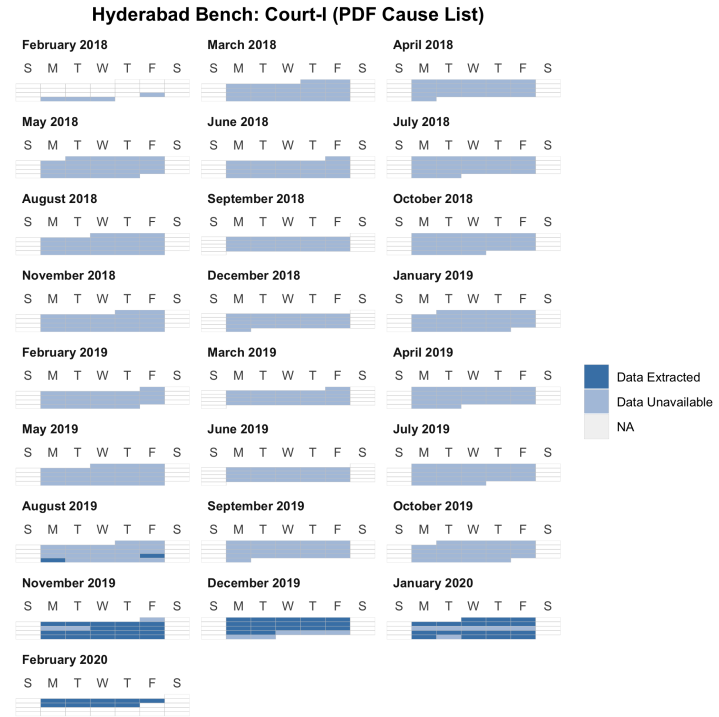 Hyderabad Bench: Court-I (PDF Cause List)
February 2018 March 2018 April 2018
S M T W T F S S M T W T F S S M T W T F S
May 2018 June 2018 July 2018
S M T W T F S S M T W T F S S M T W T F S
August 2018 September 2018 October 2018
S M T W T F S S M T W T F S S M T W T F S
November 2018 December 2018 January 2019
S M T W T F S S M T W T F S S M T W T F S
February 2019 March 2019 April 2019
S M T W T F S S M T W T F S S M T W T F S
May 2019 June 2019 July 2019
S M T W T F S S M T W T F S S M T W T F S
August 2019 September 2019 October 2019
S M T W T F S S M T W T F S S M T W T F S
November 2019 December 2019 January 2020
S M T W T F S S M T W T F S S M T W T F S
February 2020
S M T W T F S
Data Extracted
Data Unavailable
NA